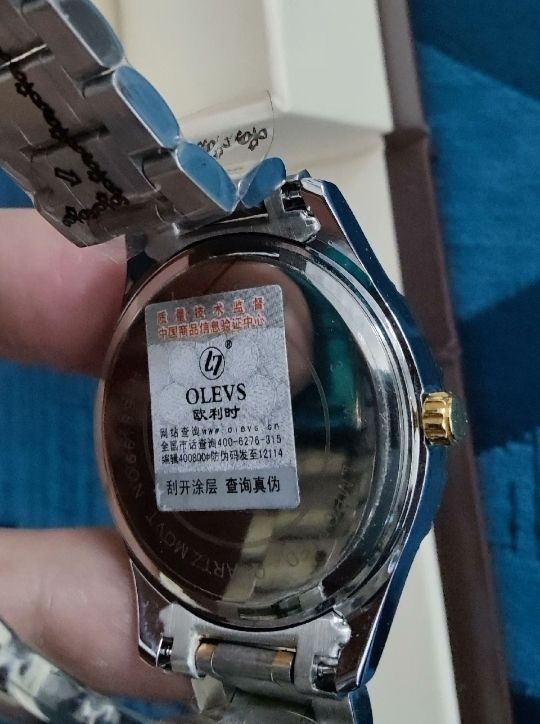 质量技术监督
中国商品信息验证中心
®
OLEVS
欧利时
网站查询www.olevs.cn
全国市话查询400-6276-315
编辑400800#防伪码发至12114
刮开涂层 查询真伪
QUARTZ MOV'T